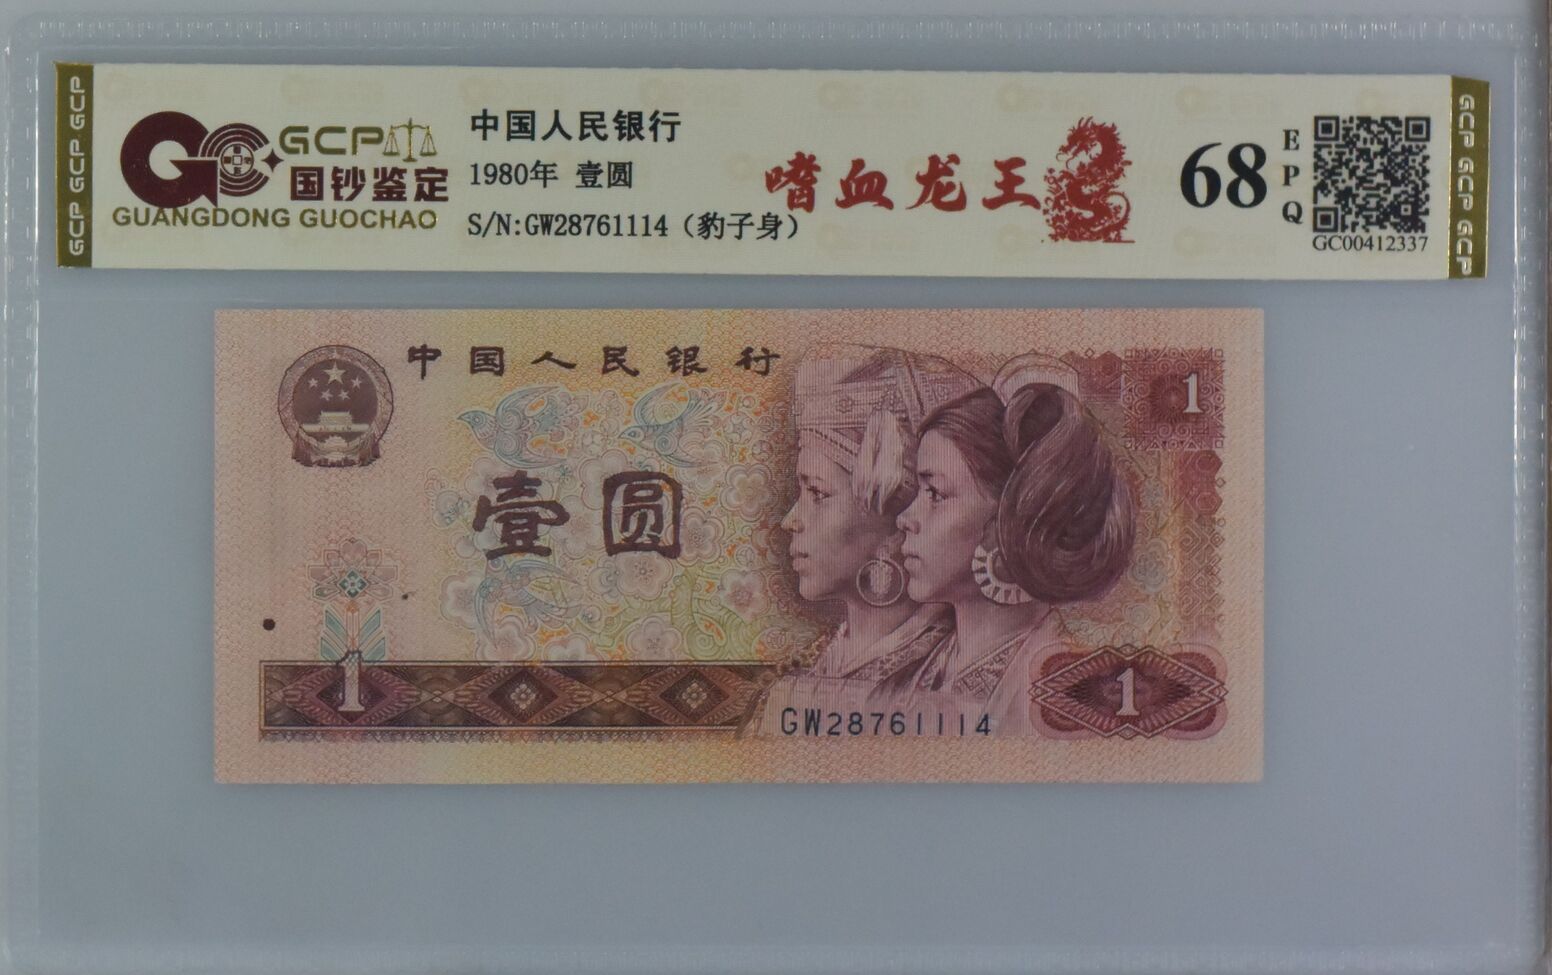 GCP GCP GCP
GCP
国钞鉴定
GUANGDONG GUOCHAO
中国人民银行
1980年 壹圆
S/N:GW28761114（豹子身）
嗜血龙王
68
EPQ
GC00412337
GCP GCP GCP
中国人民银行
1
壹圆
1
1
GW28761114